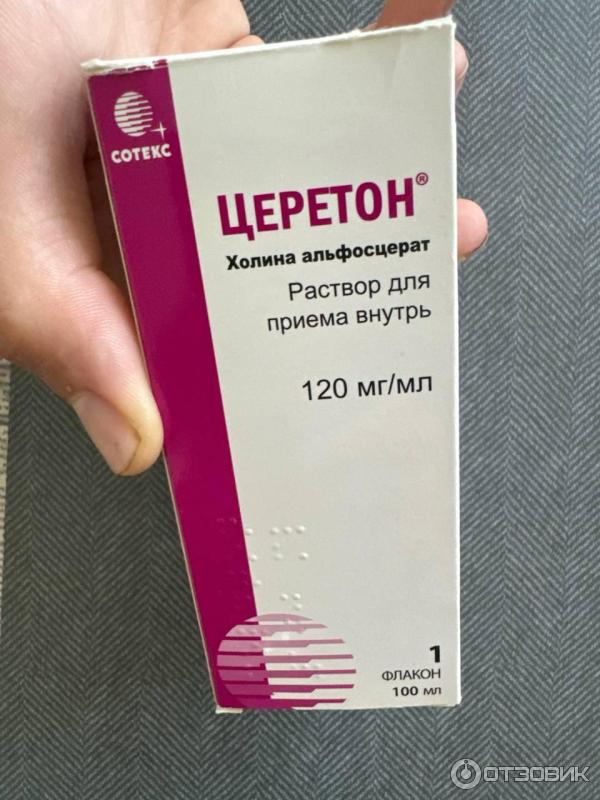 СОТЕКС
ЦЕРЕТОН®
Холина альфосцерат
Раствор для
приема внутрь
120 мг/мл
1
ФЛАКОН
100 мл
ОТЗОВИК